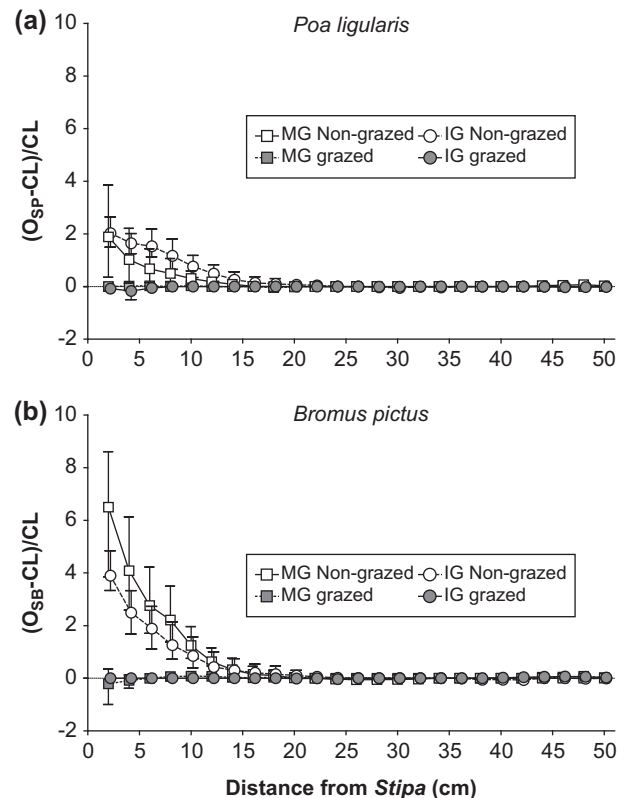 (a)
Poa ligularis
10
8
6
4
2
0
-2
(O_SP-CL)/CL
MG Non-grazed IG Non-grazed
MG grazed IG grazed
0 5 10 15 20 25 30 35 40 45 50
(b)
Bromus pictus
10
8
6
4
2
0
-2
(O_SB-CL)/CL
MG Non-grazed IG Non-grazed
MG grazed IG grazed
0 5 10 15 20 25 30 35 40 45 50
Distance from Stipa (cm)